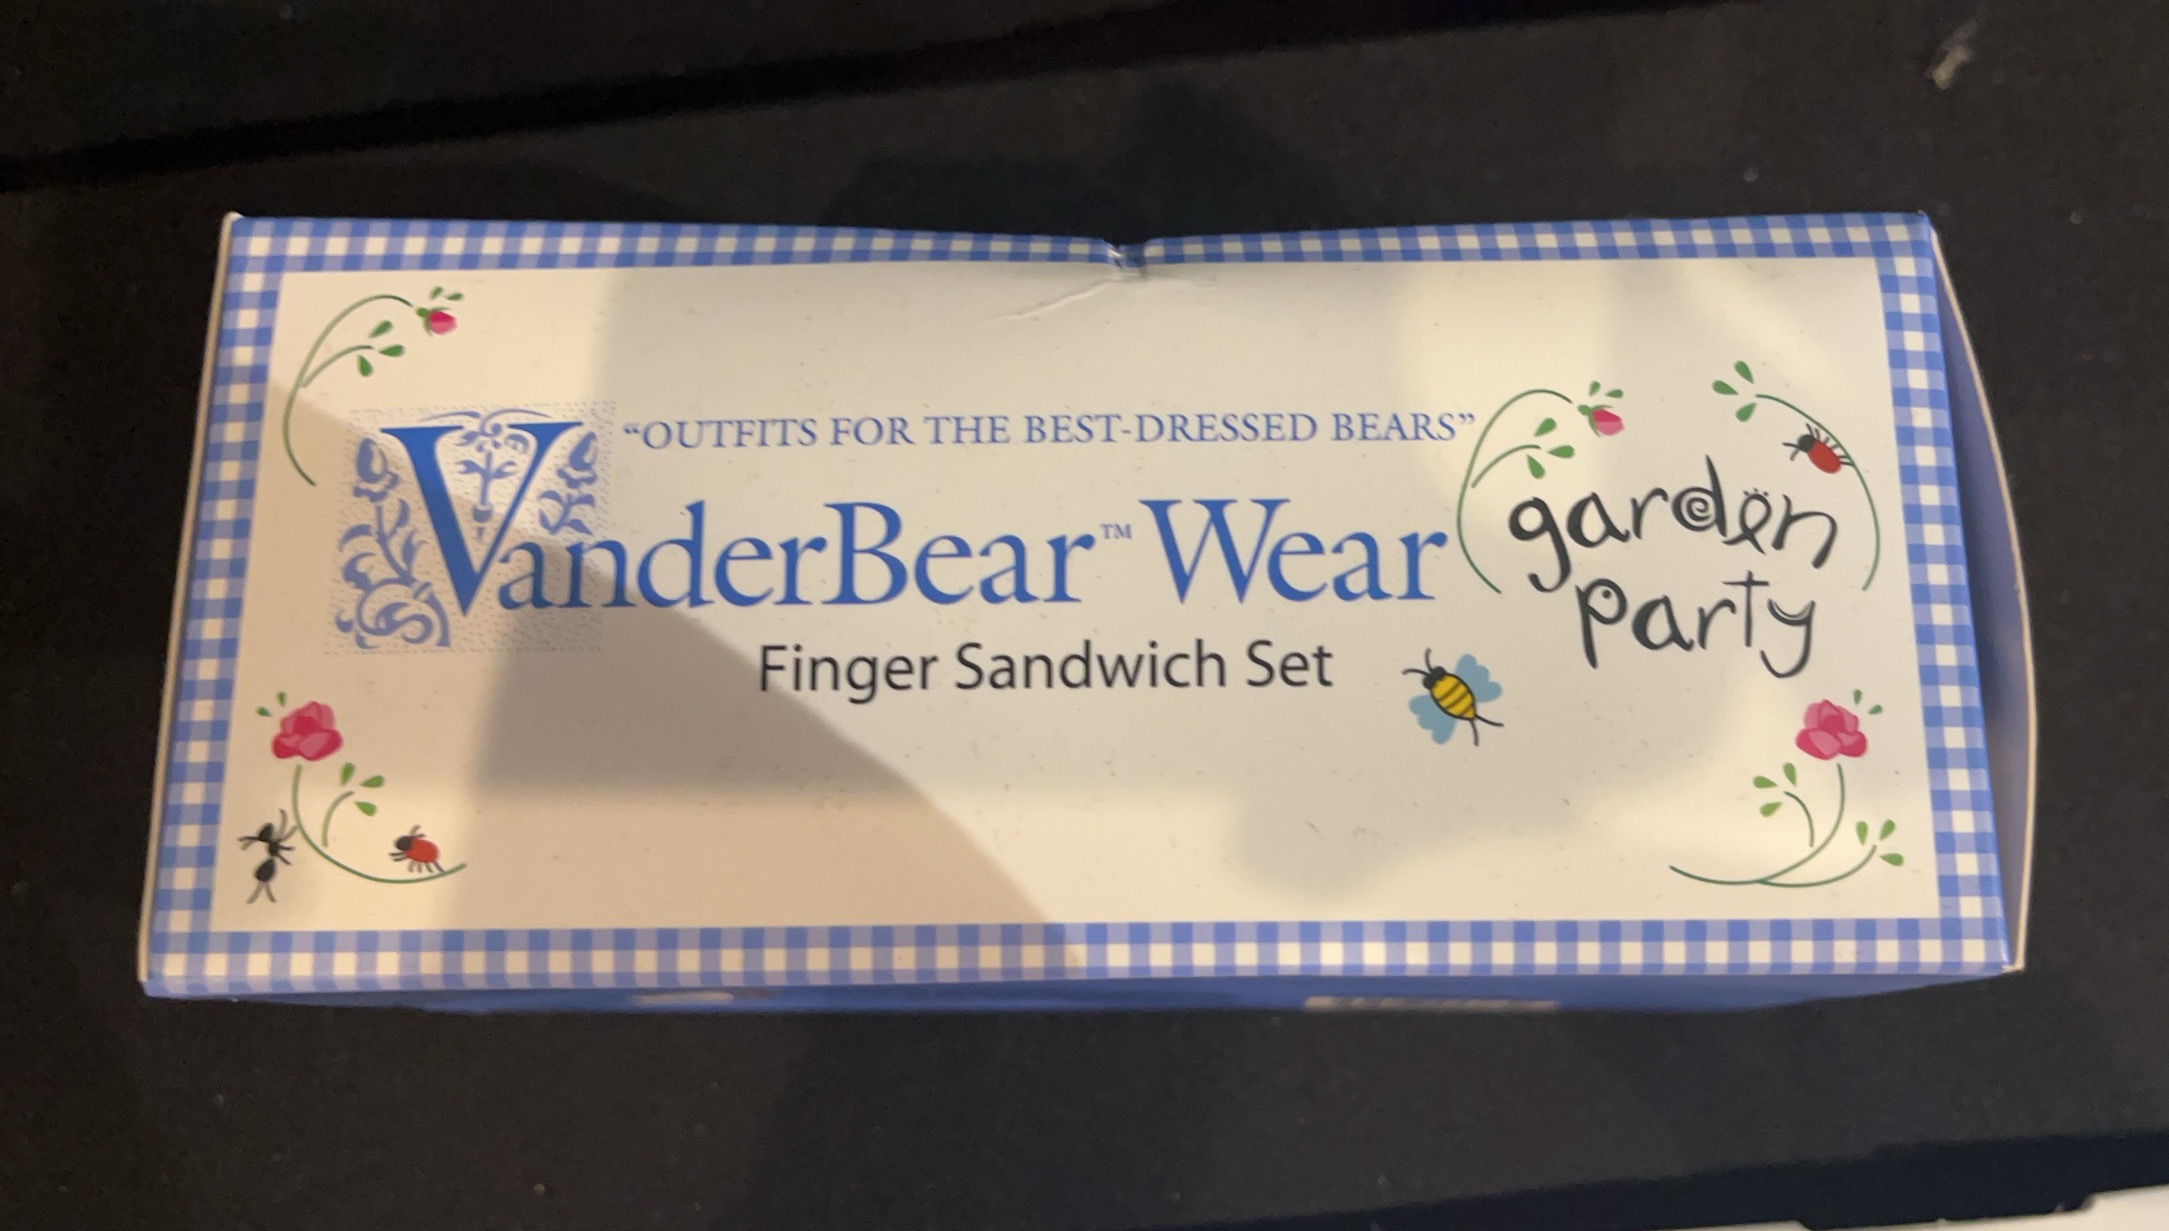 “OUTFITS FOR THE BEST-DRESSED BEARS”
VanderBear™ Wear
Finger Sandwich Set
garden
party